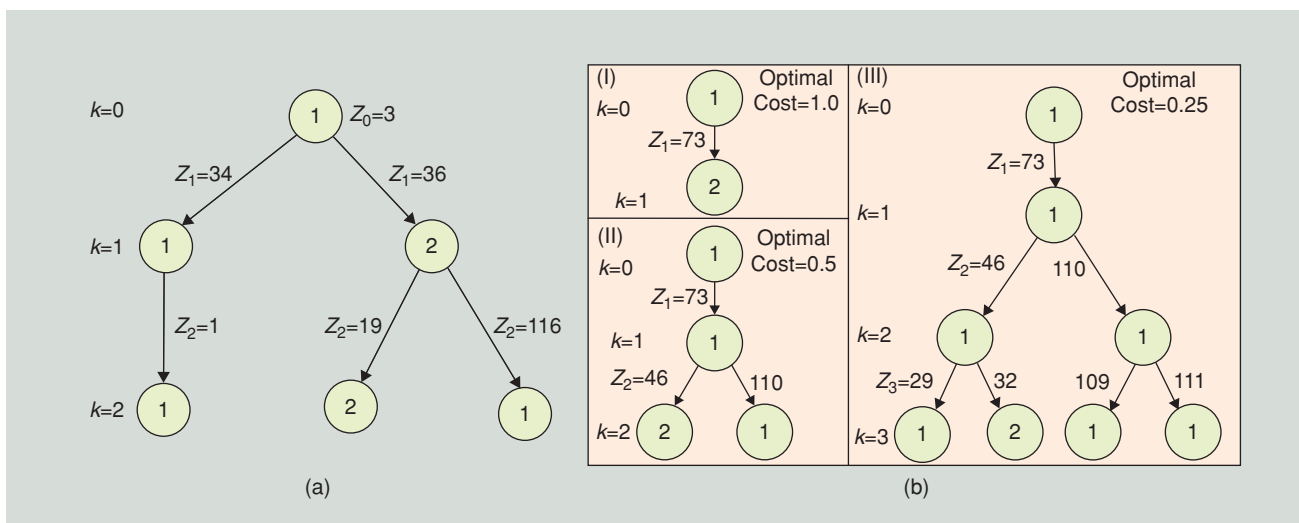 k=0
1
Z0=3
Z1=34
Z1=36
k=1
1
2
Z2=1
Z2=19
Z2=116
k=2
1
2
1
(a)
(I)
Optimal
Cost=1.0
k=0
1
Z1=73
k=1
2
(II)
Optimal
Cost=0.5
k=0
1
Z1=73
k=1
1
Z2=46
110
k=2
2
1
(III)
Optimal
Cost=0.25
k=0
1
Z1=73
k=1
1
Z2=46
110
k=2
1
1
Z3=29
32
109
111
k=3
1
2
1
1
(b)